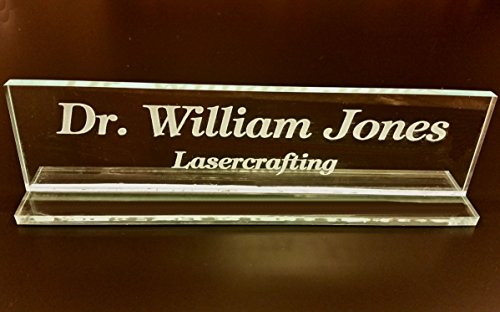 Dr. William Jones
Lasercrafting